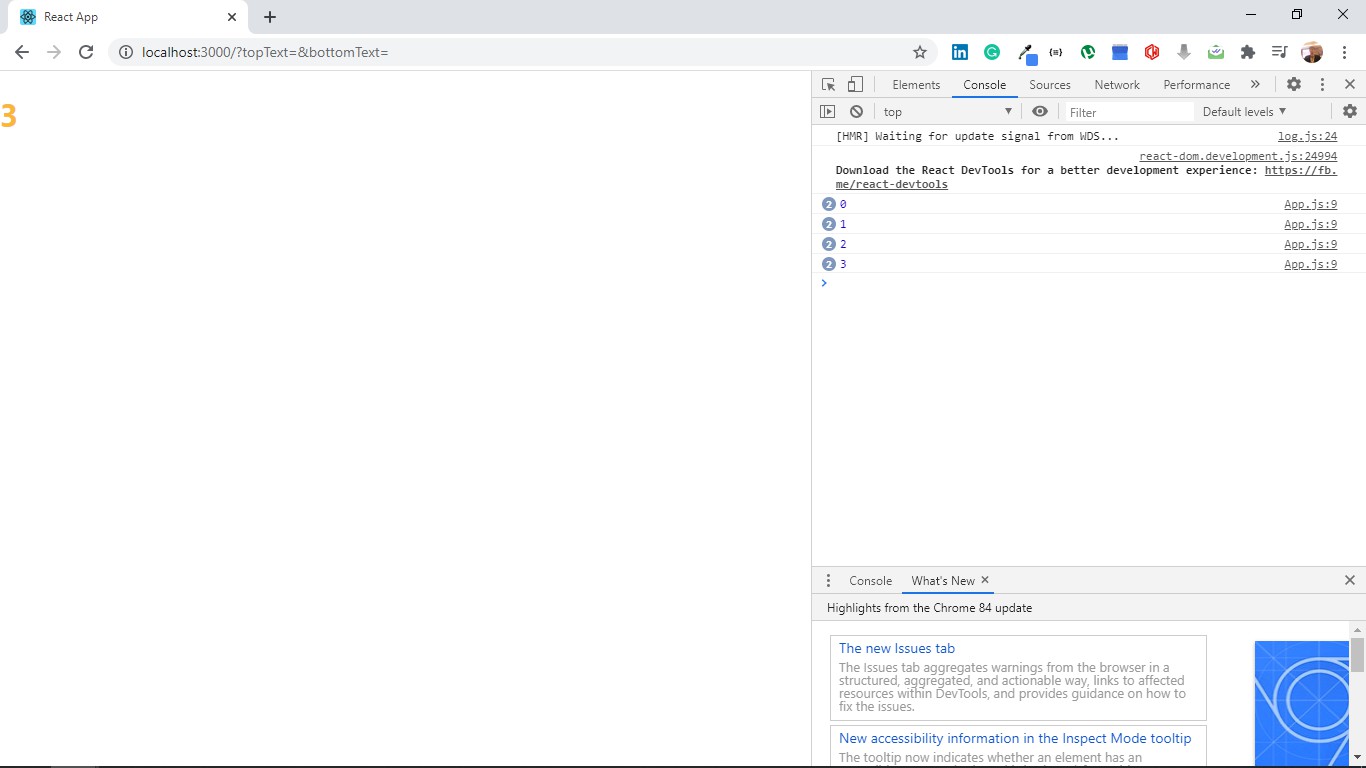 React App
localhost:3000/?topText=&bottomText=
3
Elements Console Sources Network Performance
top Filter Default levels
[HMR] Waiting for update signal from WDS... log.js:24
react-dom.development.js:24994
Download the React DevTools for a better development experience: https://fb.
me/react-devtools
2 0 App.js:9
2 1 App.js:9
2 2 App.js:9
2 3 App.js:9
Console What's New
Highlights from the Chrome 84 update
The new Issues tab
The Issues tab aggregates warnings from the browser in a
structured, aggregated, and actionable way, links to affected
resources within DevTools, and provides guidance on how to
fix the issues.
New accessibility information in the Inspect Mode tooltip
The tooltip now indicates whether an element has an